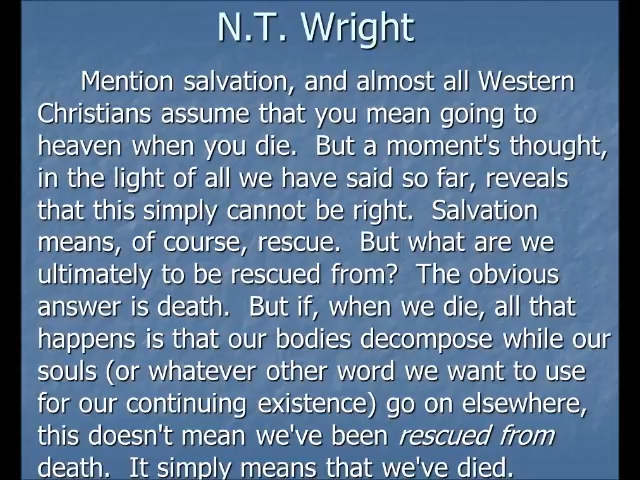 N.T. Wright
Mention salvation, and almost all Western
Christians assume that you mean going to
heaven when you die.  But a moment's thought,
in the light of all we have said so far, reveals
that this simply cannot be right.  Salvation
means, of course, rescue.  But what are we
ultimately to be rescued from?  The obvious
answer is death.  But if, when we die, all that
happens is that our bodies decompose while our
souls (or whatever other word we want to use
for our continuing existence) go on elsewhere,
this doesn't mean we've been rescued from
death.  It simply means that we've died.